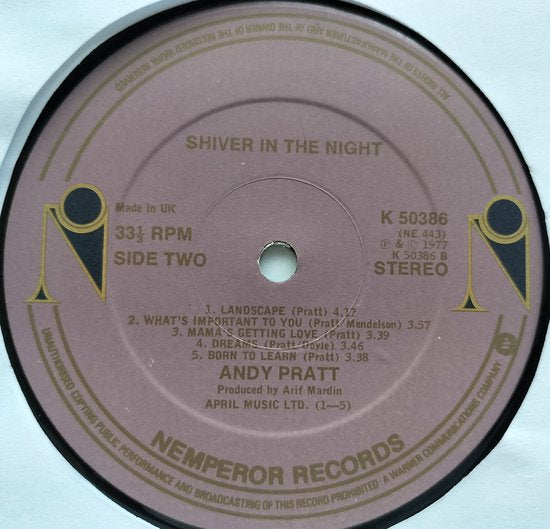 ALL RIGHTS OF THE MANUFACTURER AND OF THE OWNER OF THE RECORDED WORK RESERVED
SHIVER IN THE NIGHT
Made in UK
33⅓ RPM
SIDE TWO
K 50386
(NE 443)
℗ & © 1977
K 50386 B
STEREO
1. LANDSCAPE (Pratt) 4.17
2. WHAT'S IMPORTANT TO YOU (Pratt/Mendelson) 3.57
3. MAMA'S GETTING LOVE (Pratt) 3.39
4. DREAMS (Pratt/Doyle) 3.46
5. BORN TO LEARN (Pratt) 3.38
ANDY PRATT
Produced by Arif Mardin
APRIL MUSIC LTD. (1—5)
NEMPEROR RECORDS
UNAUTHORISED COPYING PUBLIC PERFORMANCE AND BROADCASTING OF THIS RECORD PROHIBITED · A WARNER COMMUNICATIONS COMPANY